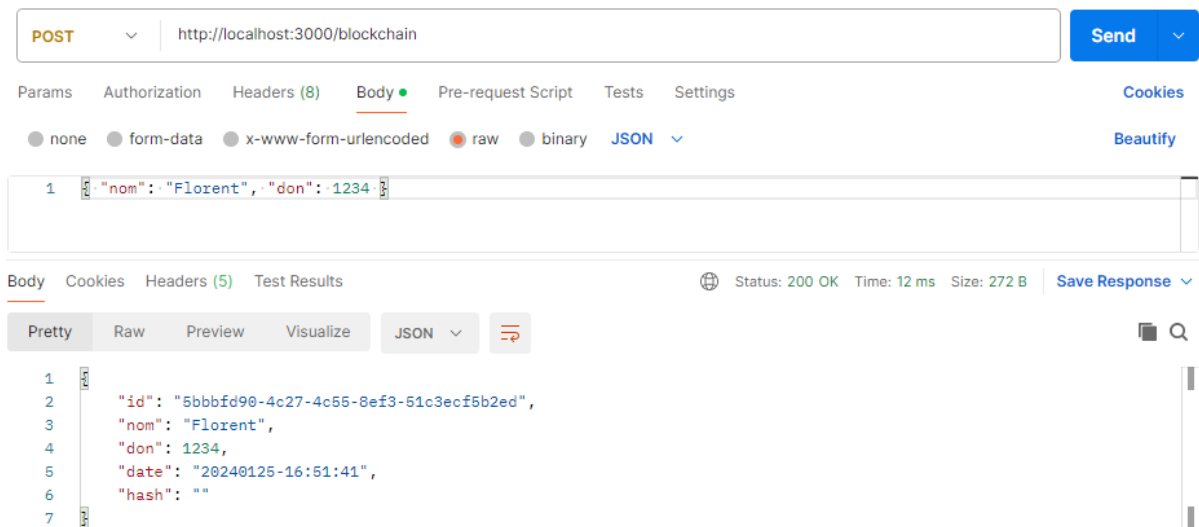 POST http://localhost:3000/blockchain Send
Params Authorization Headers (8) Body Pre-request Script Tests Settings Cookies
none form-data x-www-form-urlencoded raw binary JSON Beautify
1 { "nom": "Florent", "don": 1234 }
Body Cookies Headers (5) Test Results Status: 200 OK Time: 12 ms Size: 272 B Save Response
Pretty Raw Preview Visualize JSON
1 {
2 "id": "5bbbfd90-4c27-4c55-8ef3-51c3ecf5b2ed",
3 "nom": "Florent",
4 "don": 1234,
5 "date": "20240125-16:51:41",
6 "hash": ""
7 }